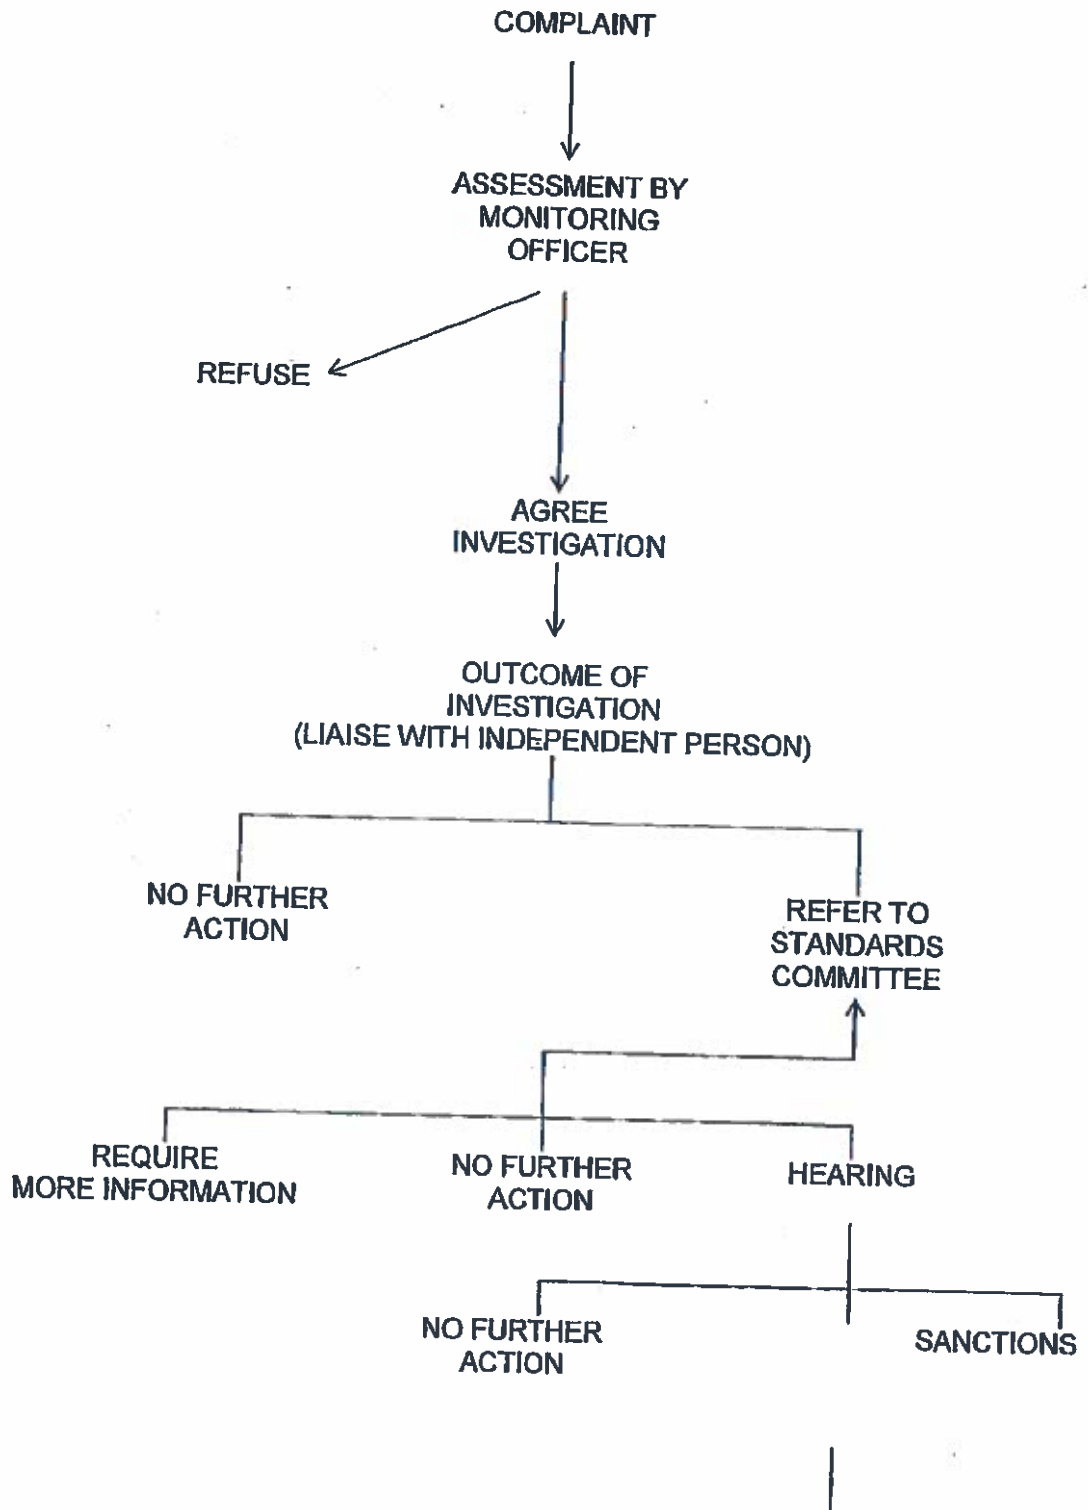 COMPLAINT
ASSESSMENT BY
MONITORING
OFFICER
REFUSE
AGREE
INVESTIGATION
OUTCOME OF
INVESTIGATION
(LIAISE WITH INDEPENDENT PERSON)
NO FURTHER
ACTION
REFER TO
STANDARDS
COMMITTEE
REQUIRE
MORE INFORMATION
NO FURTHER
ACTION
HEARING
NO FURTHER
ACTION
SANCTIONS